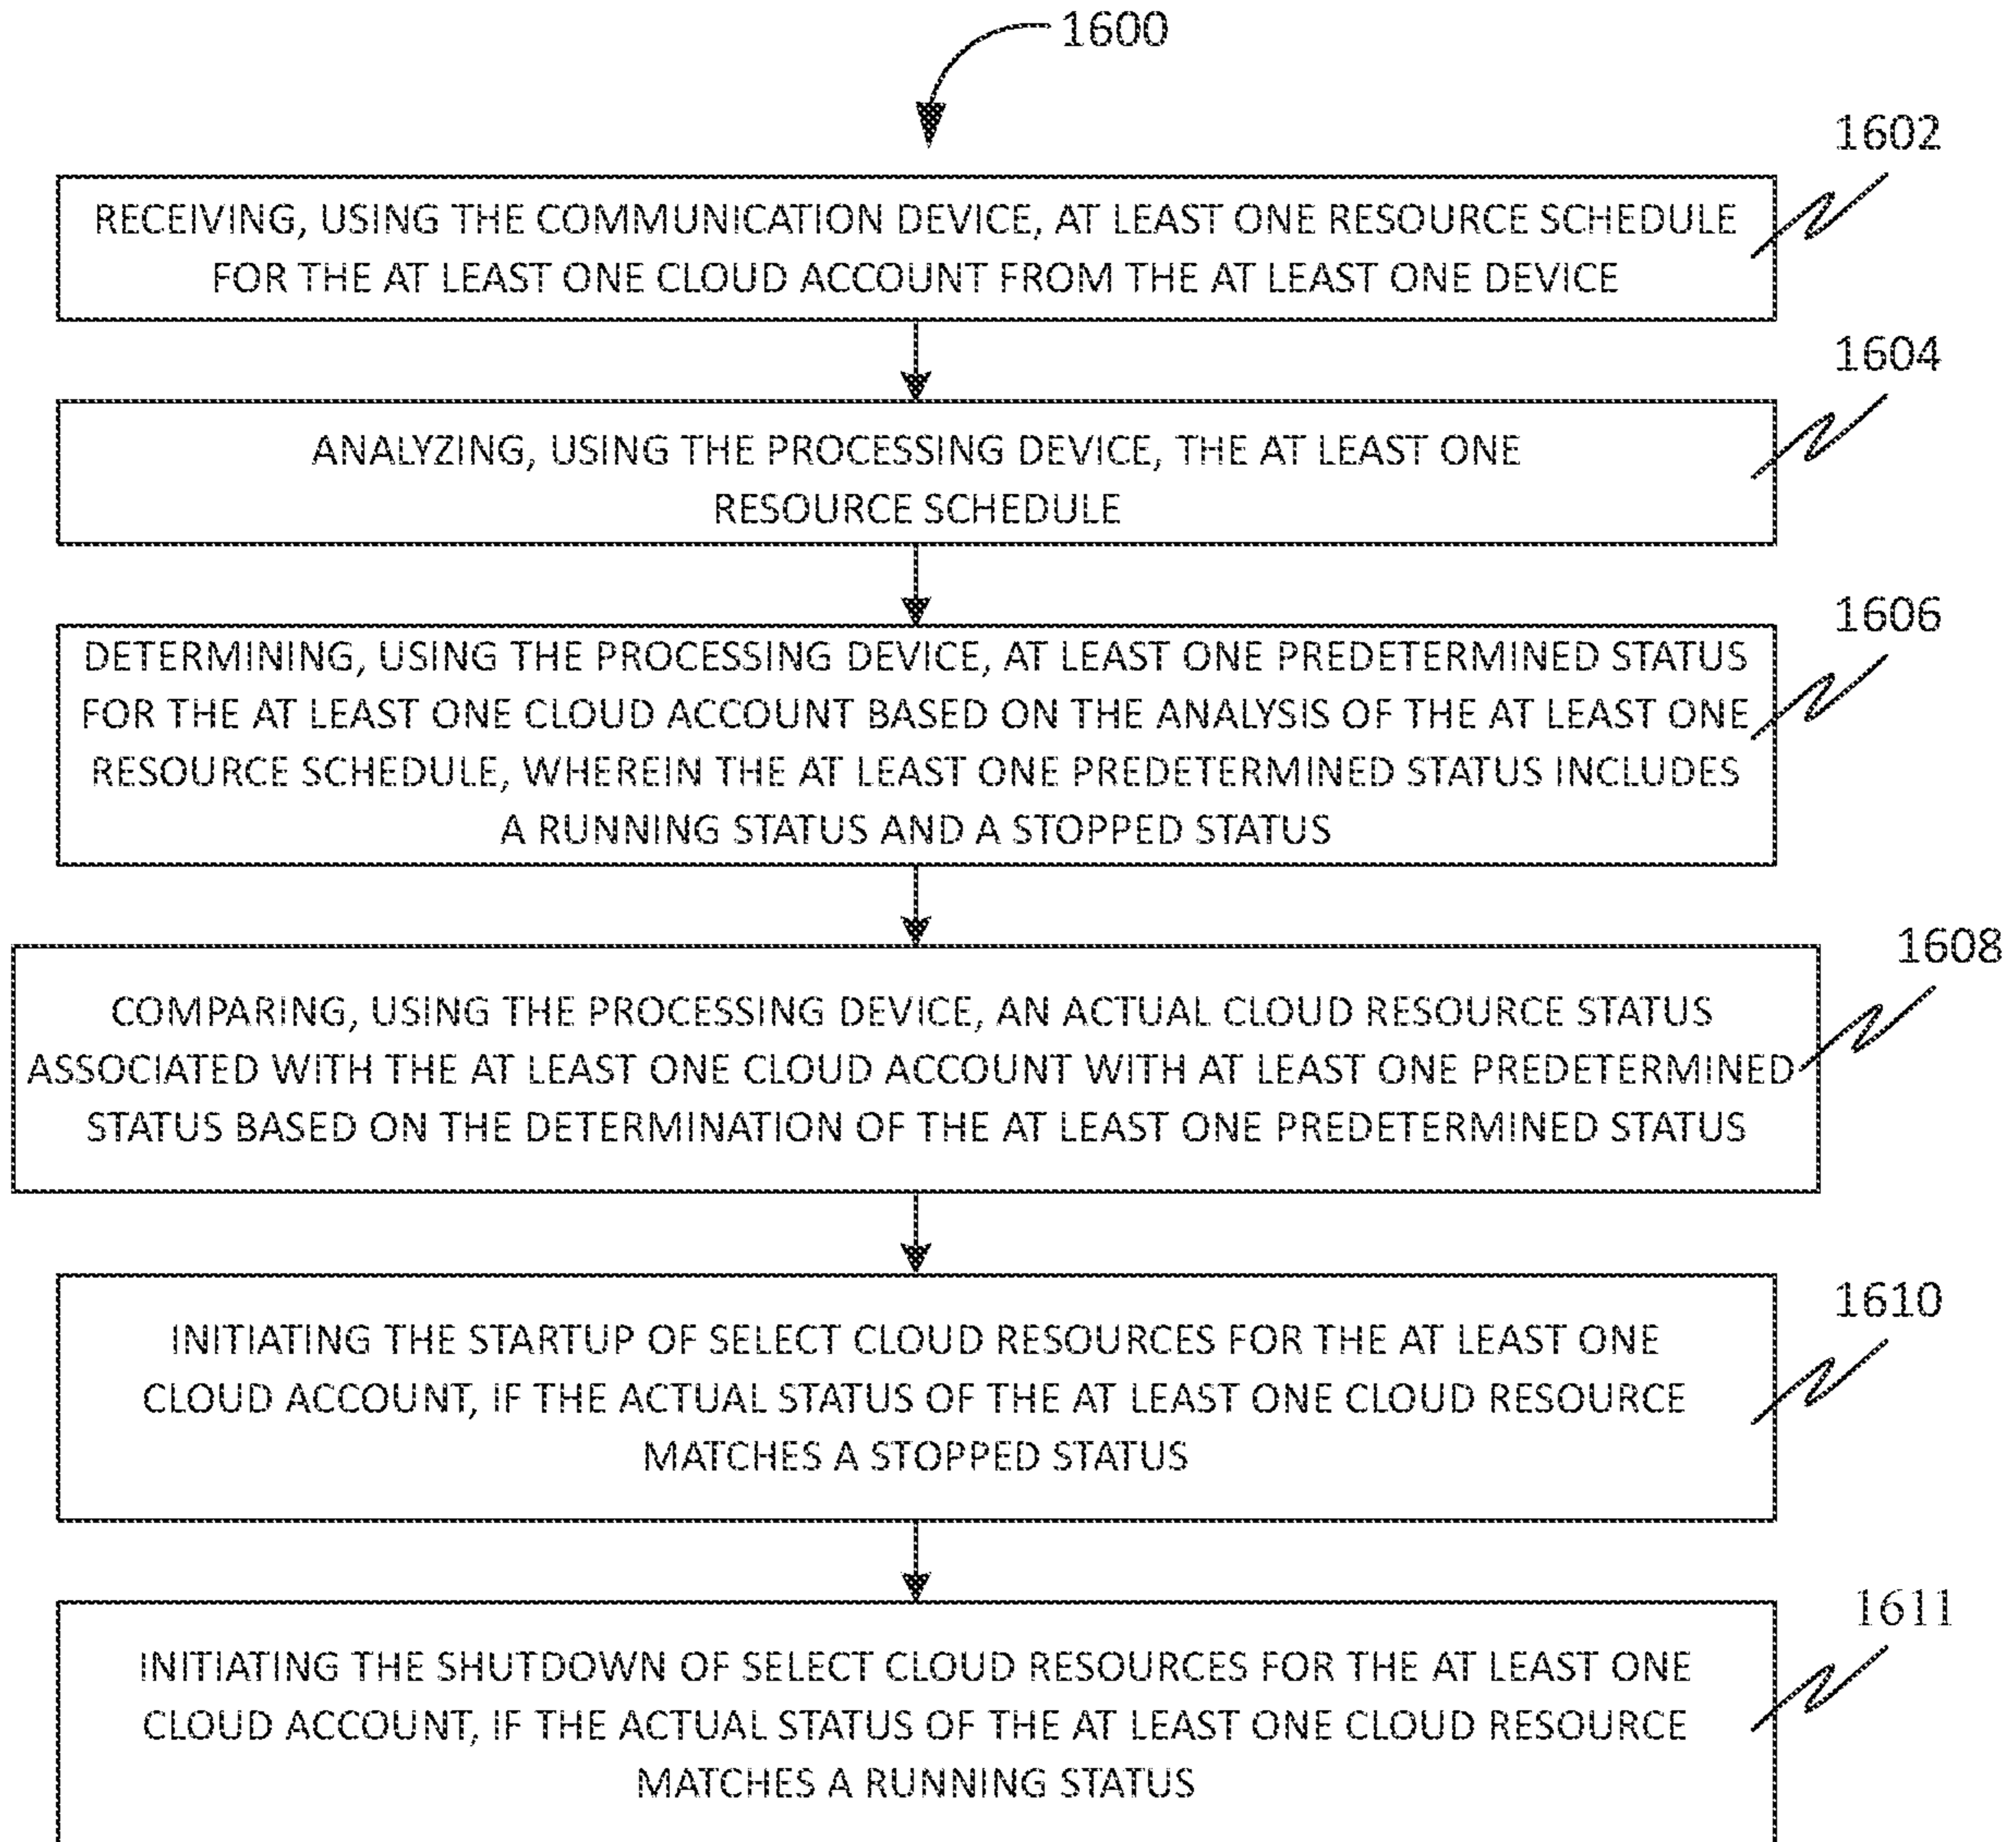 1600
1602
RECEIVING, USING THE COMMUNICATION DEVICE, AT LEAST ONE RESOURCE SCHEDULE
FOR THE AT LEAST ONE CLOUD ACCOUNT FROM THE AT LEAST ONE DEVICE
1604
ANALYZING, USING THE PROCESSING DEVICE, THE AT LEAST ONE
RESOURCE SCHEDULE
1606
DETERMINING, USING THE PROCESSING DEVICE, AT LEAST ONE PREDETERMINED STATUS
FOR THE AT LEAST ONE CLOUD ACCOUNT BASED ON THE ANALYSIS OF THE AT LEAST ONE
RESOURCE SCHEDULE, WHEREIN THE AT LEAST ONE PREDETERMINED STATUS INCLUDES
A RUNNING STATUS AND A STOPPED STATUS
1608
COMPARING, USING THE PROCESSING DEVICE, AN ACTUAL CLOUD RESOURCE STATUS
ASSOCIATED WITH THE AT LEAST ONE CLOUD ACCOUNT WITH AT LEAST ONE PREDETERMINED
STATUS BASED ON THE DETERMINATION OF THE AT LEAST ONE PREDETERMINED STATUS
1610
INITIATING THE STARTUP OF SELECT CLOUD RESOURCES FOR THE AT LEAST ONE
CLOUD ACCOUNT, IF THE ACTUAL STATUS OF THE AT LEAST ONE CLOUD RESOURCE
MATCHES A STOPPED STATUS
1611
INITIATING THE SHUTDOWN OF SELECT CLOUD RESOURCES FOR THE AT LEAST ONE
CLOUD ACCOUNT, IF THE ACTUAL STATUS OF THE AT LEAST ONE CLOUD RESOURCE
MATCHES A RUNNING STATUS